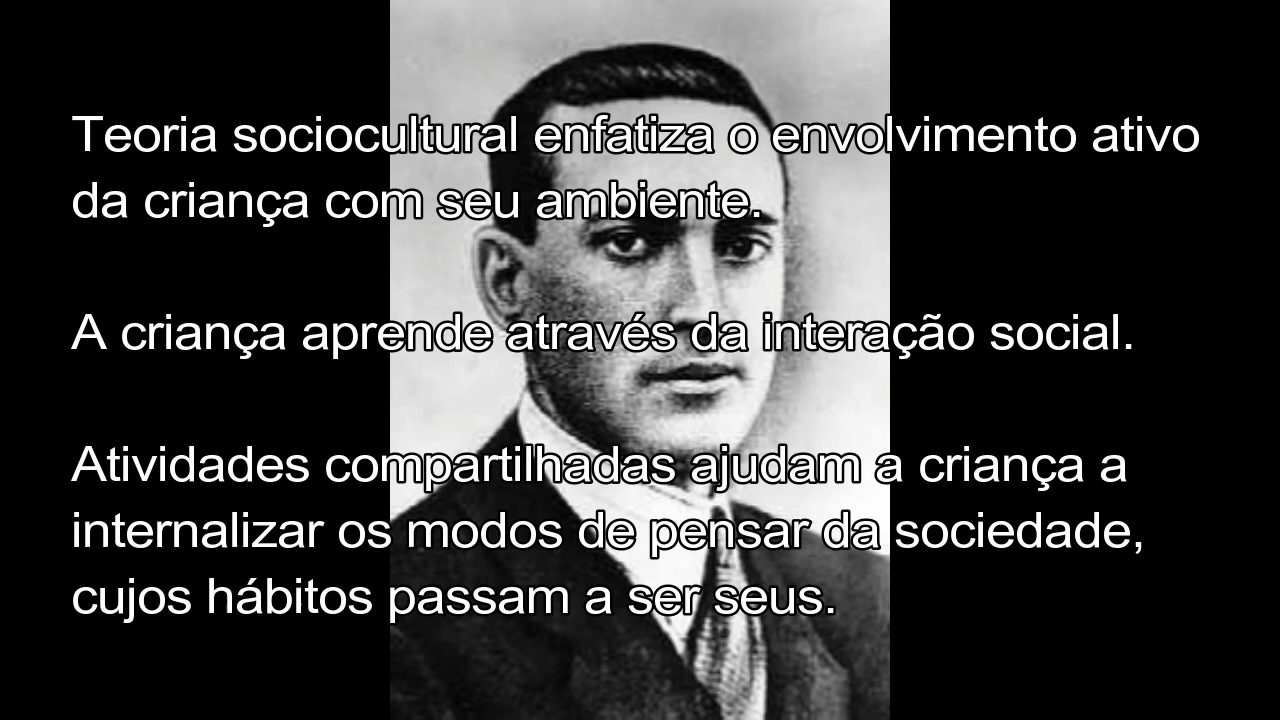 Teoria sociocultural enfatiza o envolvimento ativo
da criança com seu ambiente.
A criança aprende através da interação social.
Atividades compartilhadas ajudam a criança a
internalizar os modos de pensar da sociedade,
cujos hábitos passam a ser seus.